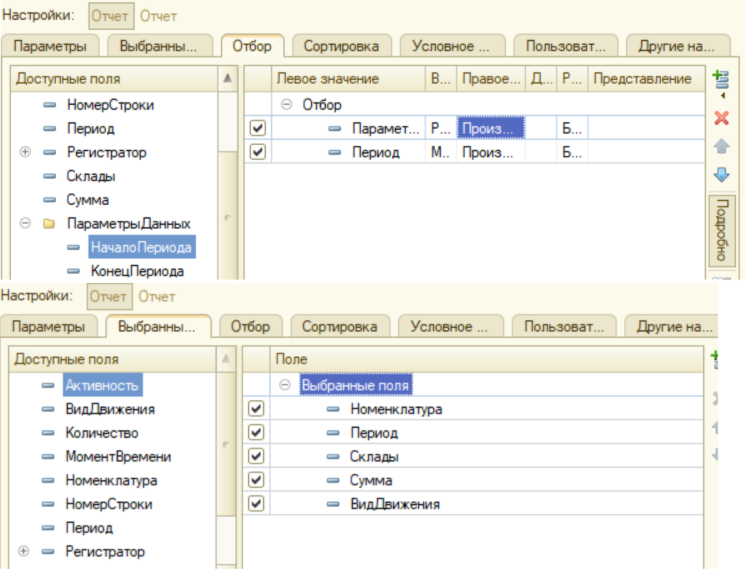 Настройки: Отчет Отчет
Параметры Выбранны... Отбор Сортировка Условное ... Пользоват... Другие на...
Доступные поля Левое значение В... Правое... Д... Р... Представление
НомерСтроки Отбор
Период Парамет... Р... Произ... Б...
Регистратор Период М.. Произ... Б...
Склады
Сумма
ПараметрыДанных
НачалоПериода
КонецПериода
Подробно
Настройки: Отчет Отчет
Параметры Выбранны... Отбор Сортировка Условное ... Пользоват... Другие на...
Доступные поля Поле
Активность Выбранные поля
ВидДвижения Номенклатура
Количество Период
МоментВремени Склады
Номенклатура Сумма
НомерСтроки ВидДвижения
Период
Регистратор